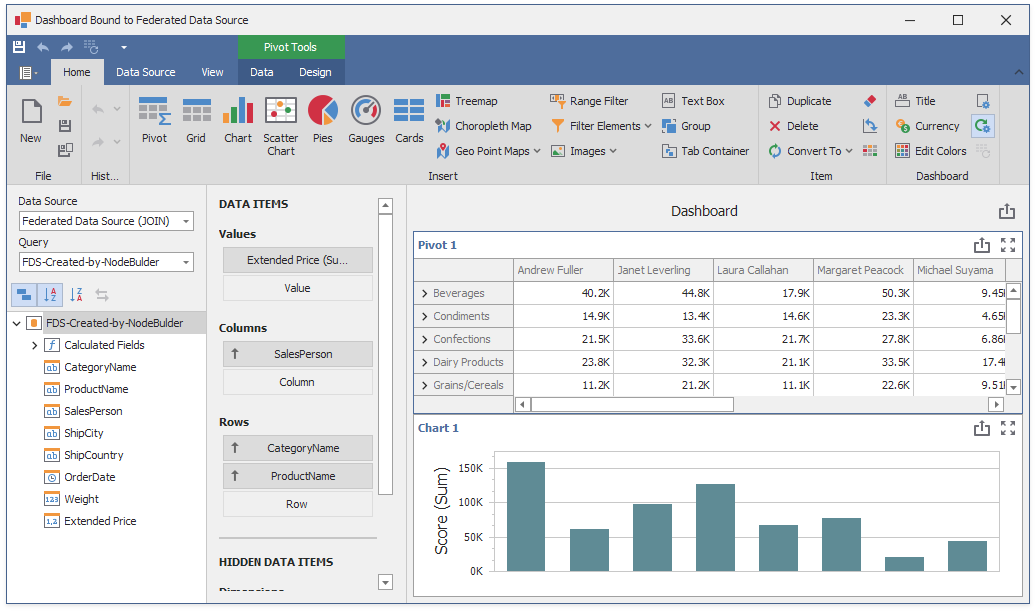 Dashboard Bound to Federated Data Source
Pivot Tools
Home Data Source View Data Design
New
File
Hist...
Pivot Grid Chart Scatter Chart Pies Gauges Cards
Treemap
Choropleth Map
Geo Point Maps
Range Filter
Filter Elements
Images
Text Box
Group
Tab Container
Insert
Duplicate
Delete
Convert To
Item
Title
Currency
Edit Colors
Dashboard
Data Source
Federated Data Source (JOIN)
Query
FDS-Created-by-NodeBulder
FDS-Created-by-NodeBulder
Calculated Fields
CategoryName
ProductName
SalesPerson
ShipCity
ShipCountry
OrderDate
Weight
Extended Price
DATA ITEMS
Values
Extended Price (Su...
Value
Columns
SalesPerson
Column
Rows
CategoryName
ProductName
Row
HIDDEN DATA ITEMS
Dimensions
Dashboard
Pivot 1
Andrew Fuller Janet Leverling Laura Callahan Margaret Peacock Michael Suyama
Beverages 40.2K 44.8K 17.9K 50.3K 9.45
Condiments 14.9K 13.4K 14.6K 23.3K 4.65
Confections 21.5K 33.6K 21.7K 27.8K 6.86
Dairy Products 23.8K 32.3K 21.1K 33.5K 17.4
Grains/Cereals 11.2K 21.2K 11.1K 22.6K 9.51
Chart 1
Score (Sum)
150K
100K
50K
0K